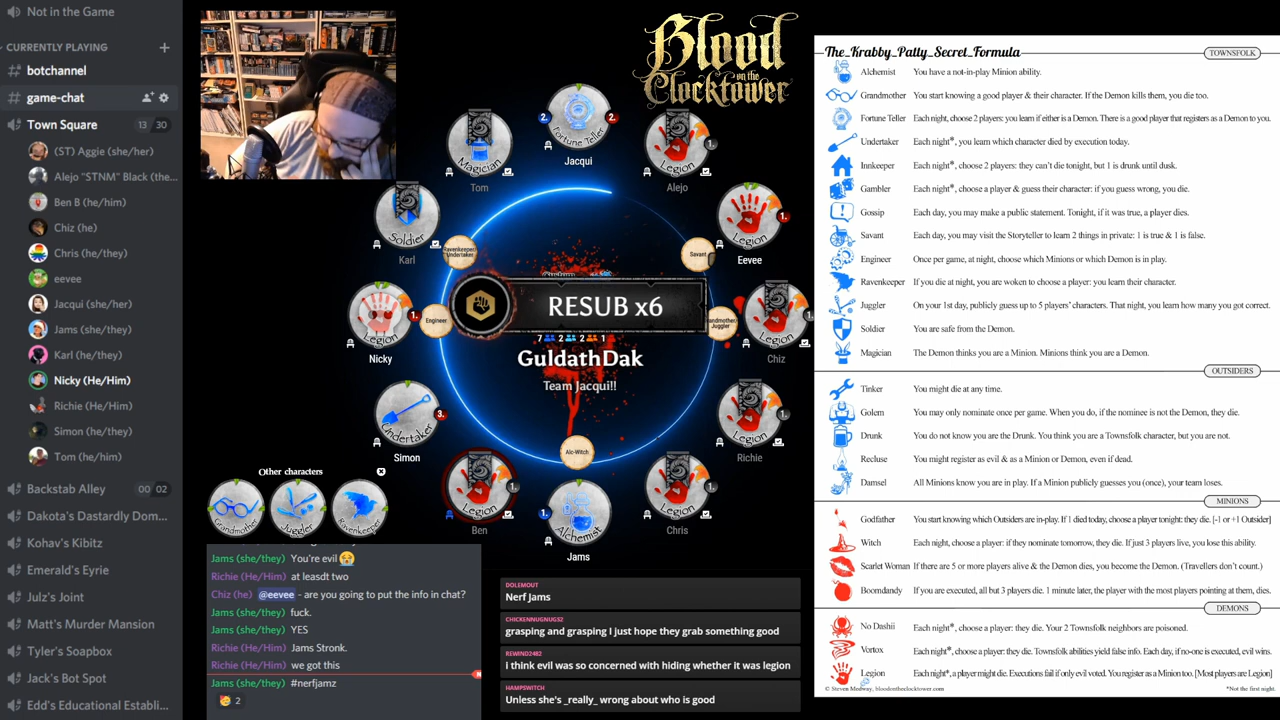 Not in the Game
CURRENTLY PLAYING
# botchannel
# game-chat
Town Square 13 30
(ST) Aggie (she/her)
Alejo "STNM" Black (the...
Ben B (he/him)
Chiz (he)
Chris (he/they)
eevee
Jacqui (she/her)
Jams (she/they)
Karl (he/they)
Nicky (He/Him)
Richie (He/Him)
Simon (he/they)
Tom (he/him)
Backstab Alley 00 02
Dakota's Dastardly Dom...
Kohav's Keep
Emerald's Eyrie
Julz's Joint
Matt's Murder Mansion
Tyler's Soapbox
Sam's Safe Spot
Edd's Educational Establi...
Blood
on the
Clocktower
Fortune Teller
2.
2.
Jacqui
Magician
Tom
Legion
1.
Alejo
Soldier
Karl
Legion
1.
Eevee
Ravenkeeper/
Undertaker
Savant
Legion
1.
Nicky
Engineer
Grandmother/
Juggler
Legion
1.
Chiz
RESUB x6
7 2 2 1
GuldathDak
Team Jacqui!!
Undertaker
3.
Simon
Legion
1.
Richie
Alc-Witch
Legion
1.
Ben
Alchemist
1.
Jams
Legion
1.
Chris
Other characters
Grandmother
Juggler
Ravenkeeper
Jams (she/they) You're evil
Richie (He/Him) at leasdt two
Chiz (he) @eevee - are you going to put the info in chat?
Jams (she/they) fuck.
Jams (she/they) YES
Richie (He/Him) Jams Stronk.
Richie (He/Him) we got this
Jams (she/they) #nerfjamz
2
DOLEMOUT
Nerf Jams
CHICKENNUGNUGS2
grasping and grasping I just hope they grab something good
REWIND2482
i think evil was so concerned with hiding whether it was legion
HAMPSWITCH
Unless she's _really_ wrong about who is good
The_Krabby_Patty_Secret_Formula
TOWNSFOLK
Alchemist You have a not-in-play Minion ability.
Grandmother You start knowing a good player & their character. If the Demon kills them, you die too.
Fortune Teller Each night, choose 2 players: you learn if either is a Demon. There is a good player that registers as a Demon to you.
Undertaker Each night*, you learn which character died by execution today.
Innkeeper Each night*, choose 2 players: they can't die tonight, but 1 is drunk until dusk.
Gambler Each night*, choose a player & guess their character: if you guess wrong, you die.
Gossip Each day, you may make a public statement. Tonight, if it was true, a player dies.
Savant Each day, you may visit the Storyteller to learn 2 things in private: 1 is true & 1 is false.
Engineer Once per game, at night, choose which Minions or which Demon is in play.
Ravenkeeper If you die at night, you are woken to choose a player: you learn their character.
Juggler On your 1st day, publicly guess up to 5 players' characters. That night, you learn how many you got correct.
Soldier You are safe from the Demon.
Magician The Demon thinks you are a Minion. Minions think you are a Demon.
OUTSIDERS
Tinker You might die at any time.
Golem You may only nominate once per game. When you do, if the nominee is not the Demon, they die.
Drunk You do not know you are the Drunk. You think you are a Townsfolk character, but you are not.
Recluse You might register as evil & as a Minion or Demon, even if dead.
Damsel All Minions know you are in play. If a Minion publicly guesses you (once), your team loses.
MINIONS
Godfather You start knowing which Outsiders are in-play. If 1 died today, choose a player tonight: they die. [-1 or +1 Outsider]
Witch Each night, choose a player: if they nominate tomorrow, they die. If just 3 players live, you lose this ability.
Scarlet Woman If there are 5 or more players alive & the Demon dies, you become the Demon. (Travellers don't count.)
Boomdandy If you are executed, all but 3 players die. 1 minute later, the player with the most players pointing at them, dies.
DEMONS
No Dashii Each night*, choose a player: they die. Your 2 Townsfolk neighbors are poisoned.
Vortox Each night*, choose a player: they die. Townsfolk abilities yield false info. Each day, if no-one is executed, evil wins.
Legion Each night*, a player might die. Executions fail if only evil voted. You register as a Minion too. [Most players are Legion]
© Steven Medway, bloodontheclocktower.com
*Not the first night.